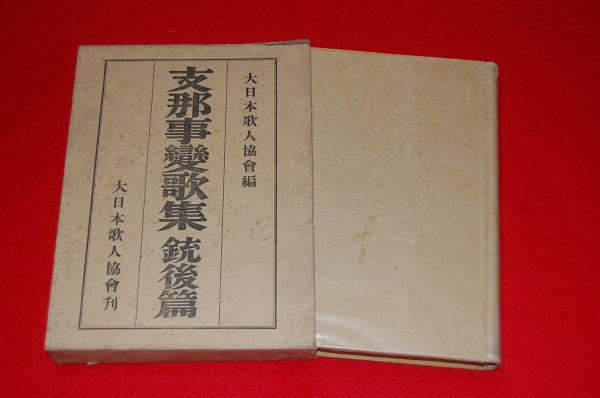 大日本歌人協會編
支那事變歌集 銃後篇
大日本歌人協會刊